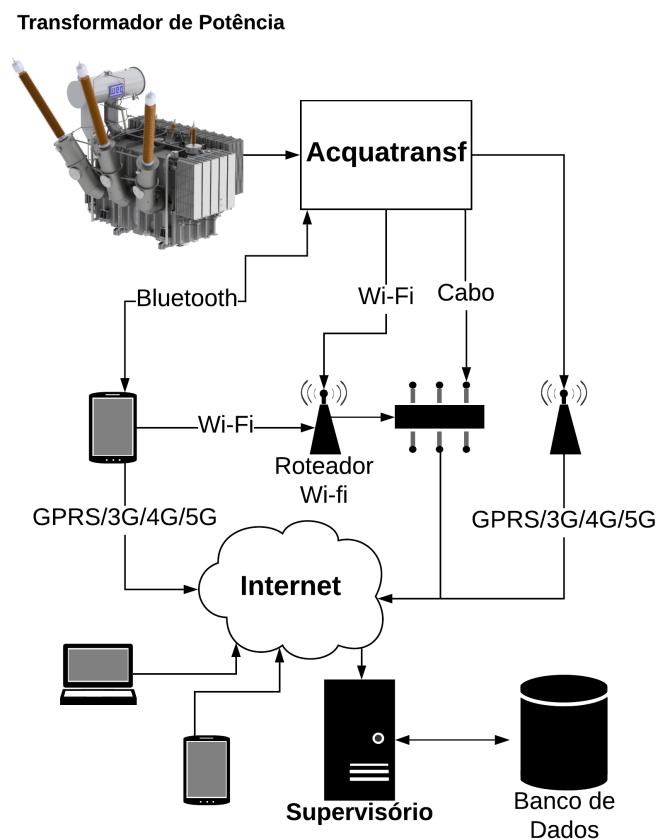 Transformador de Potência
weg
Acquatransf
Bluetooth
Wi-Fi
Cabo
Wi-Fi
Roteador
Wi-fi
GPRS/3G/4G/5G
GPRS/3G/4G/5G
Internet
Supervisório
Banco de
Dados